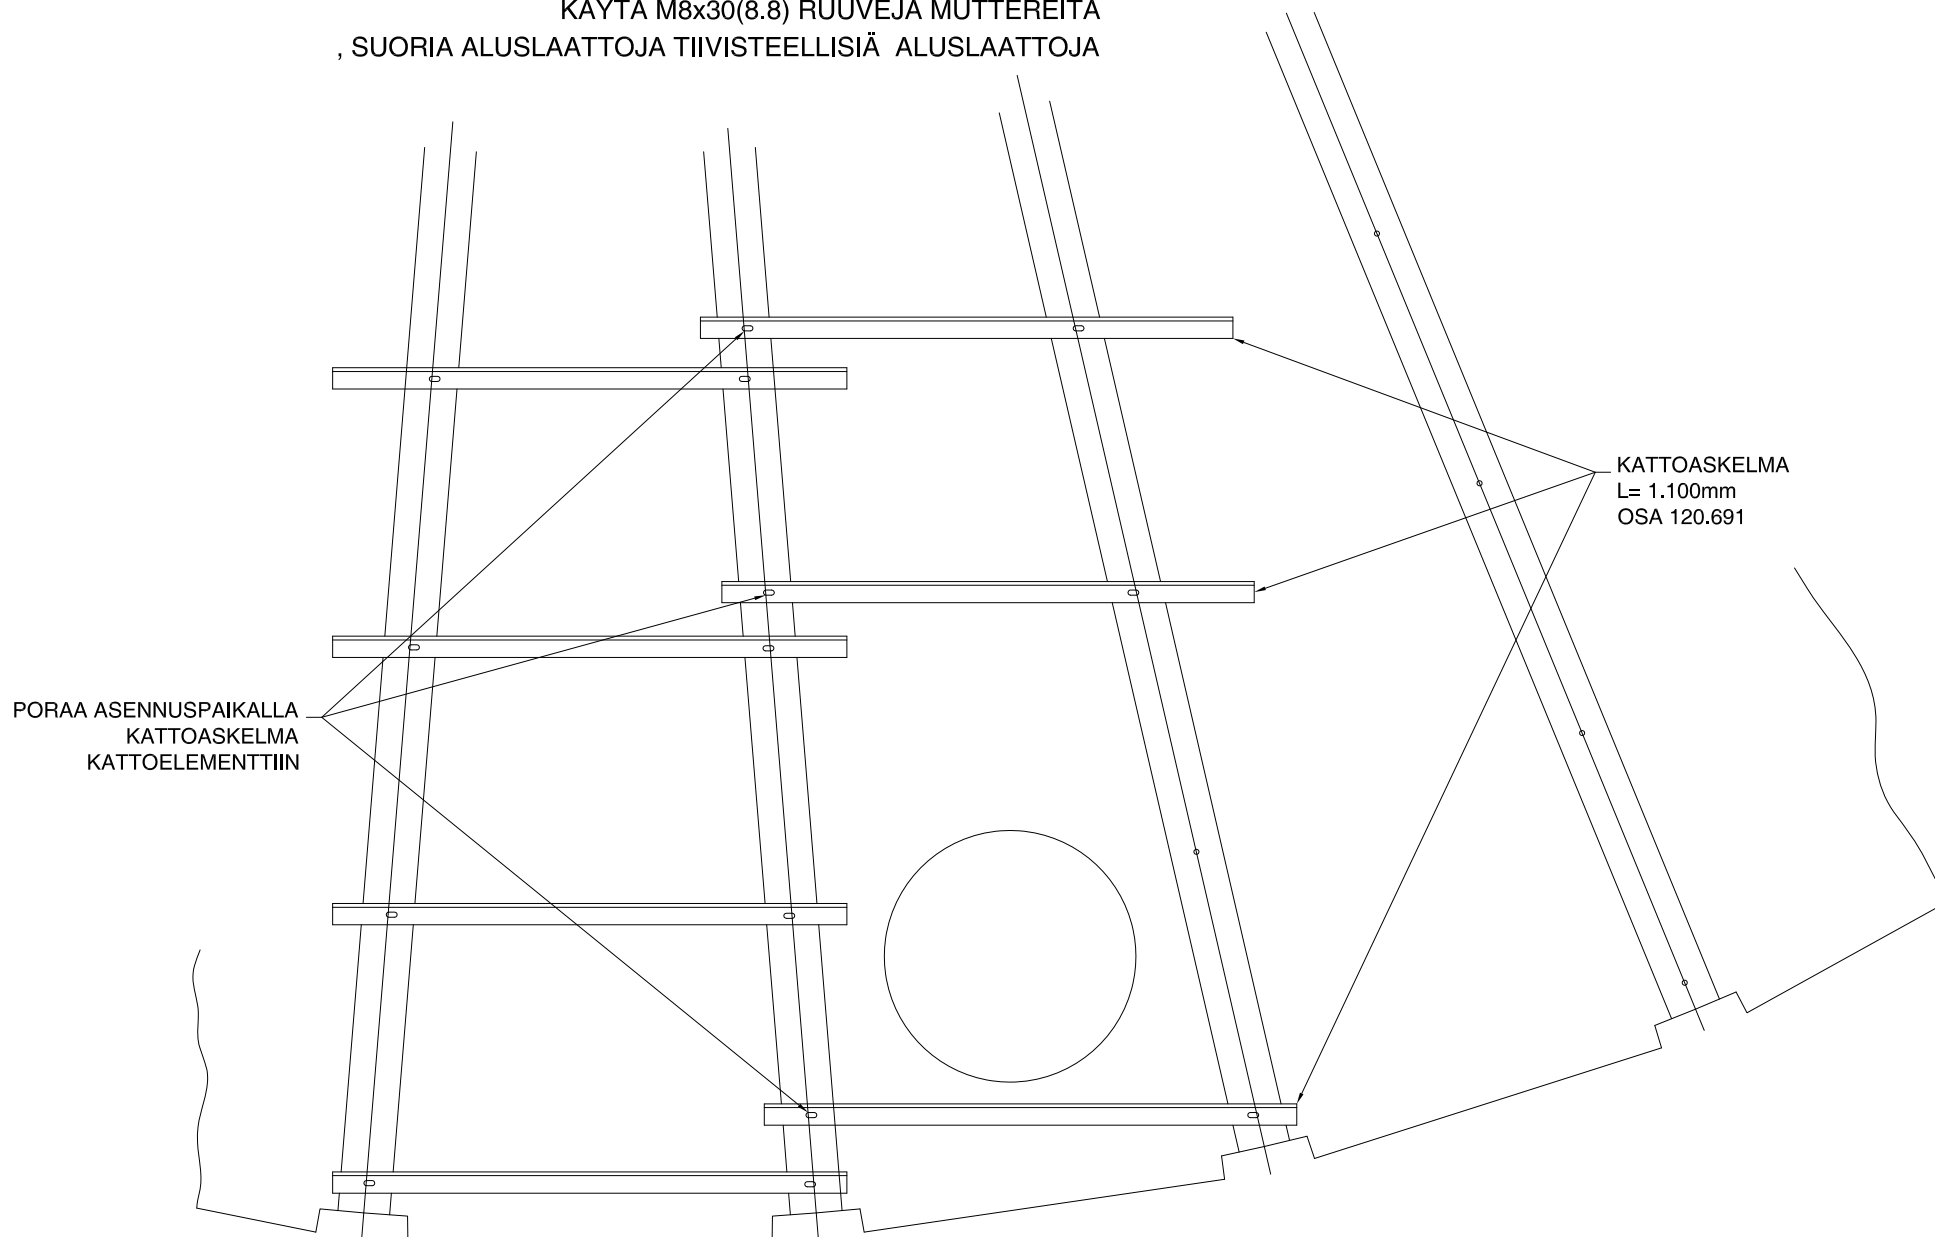 KÄYTÄ M8x30(8.8) RUUVEJA MUTTEREITA
, SUORIA ALUSLAATTOJA TIIVISTEELLISIÄ ALUSLAATTOJA
KATTOASKELMA
L= 1.100mm
OSA 120.691
PORAA ASENNUSPAIKALLA
KATTOASKELMA
KATTOELEMENTTIIN